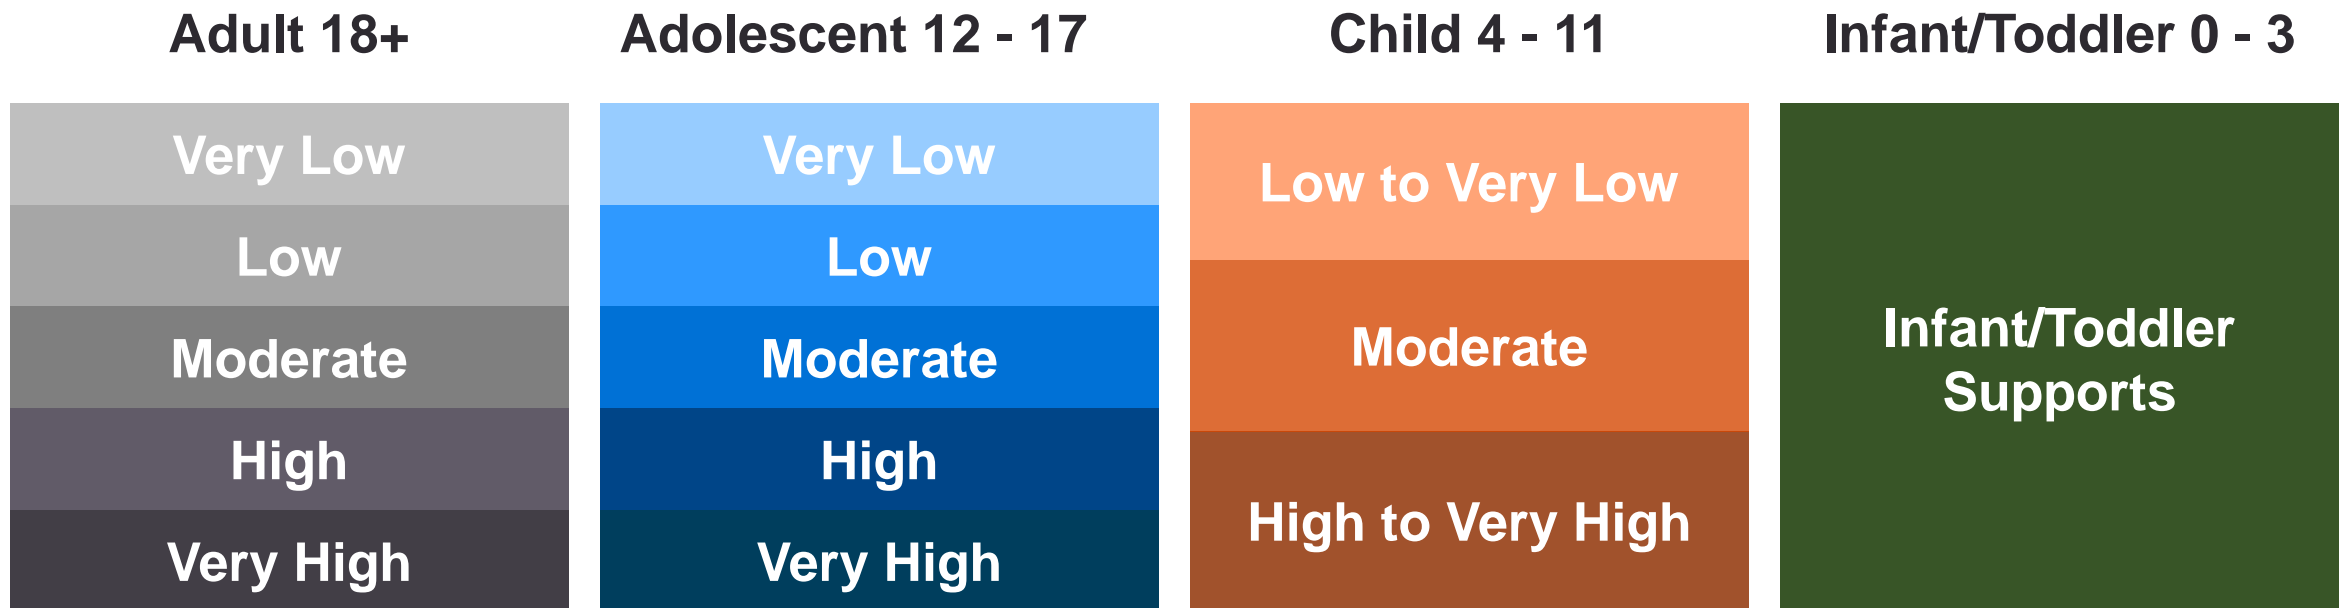 Adult 18+
Very Low
Low
Moderate
High
Very High
Adolescent 12 - 17
Very Low
Low
Moderate
High
Very High
Child 4 - 11
Low to Very Low
Moderate
High to Very High
Infant/Toddler 0 - 3
Infant/Toddler
Supports